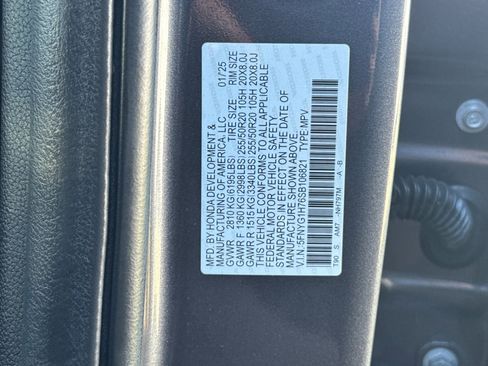 MFD. BY HONDA DEVELOPMENT &
MANUFACTURING OF AMERICA, LLC 01/25
GVWR 2810 KG(6195LBS) TIRE SIZE RIM SIZE
GAWR F 1360 KG(2998LBS)255/50R20 105H 20X8.0J
GAWR R 1515 KG(3340LBS)255/50R20 105H 20X8.0J
THIS VEHICLE CONFORMS TO ALL APPLICABLE
FEDERAL MOTOR VEHICLE SAFETY
STANDARDS IN EFFECT ON THE DATE OF
MANUFACTURE SHOWN ABOVE.
V.I.N. 5FNYG1H76SB106821 TYPE MPV
T90 S AM7 -NH797M -A -B